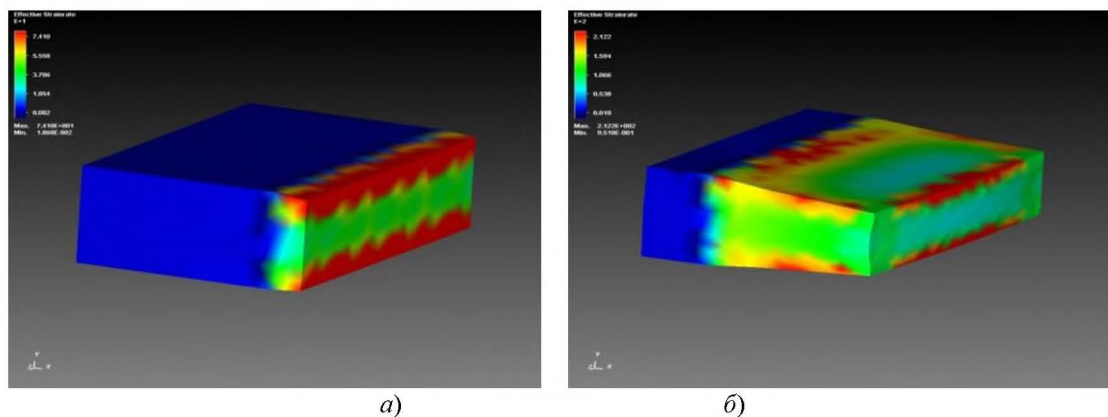 Effective Strainrate
E+1
7.410
5.558
3.706
1.854
0.002
Max. 7.410E+001
Min. 1.860E-002
Y
Z X
а)
Effective Strainrate
E+2
2.122
1.594
1.066
0.538
0.010
Max. 2.122E+002
Min. 9.510E-001
Y
Z X
б)